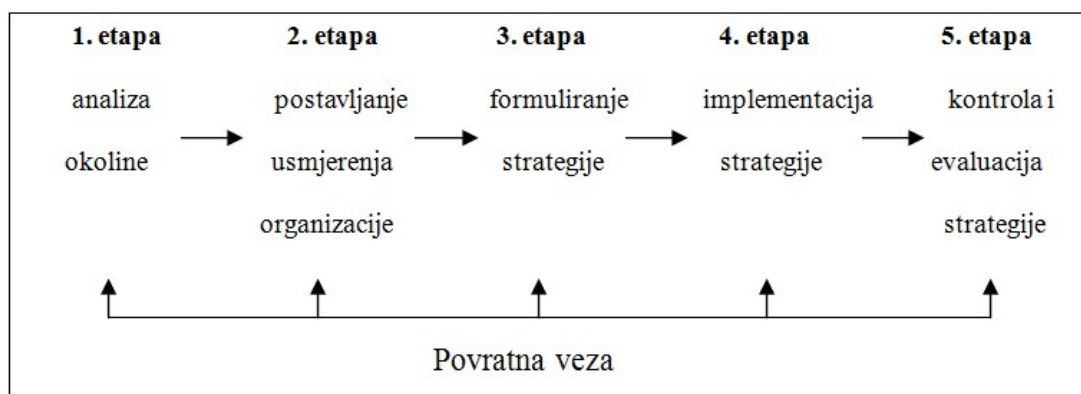 1. etapa
analiza
okoline
2. etapa
postavljanje
usmjerenja
organizacije
3. etapa
formuliranje
strategije
4. etapa
implementacija
strategije
5. etapa
kontrola i
evaluacija
strategije
Povratna veza